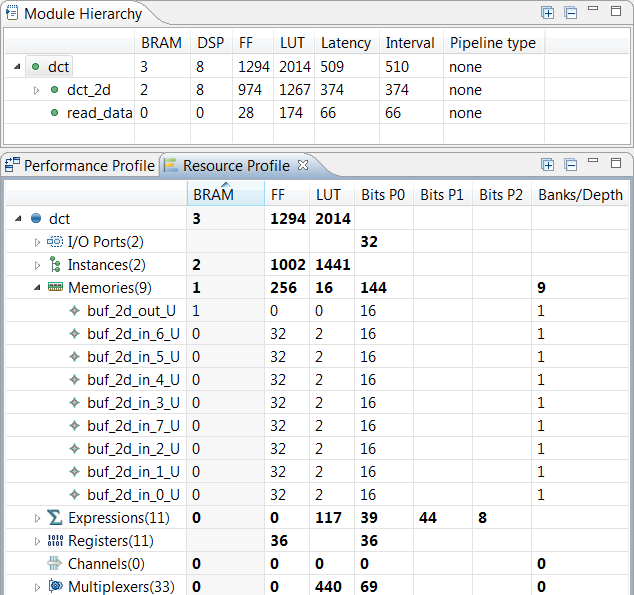 Module Hierarchy
BRAM DSP FF LUT Latency Interval Pipeline type
dct 3 8 1294 2014 509 510 none
dct_2d 2 8 974 1267 374 374 none
read_data 0 0 28 174 66 66 none
Performance Profile Resource Profile
BRAM FF LUT Bits P0 Bits P1 Bits P2 Banks/Depth
dct 3 1294 2014
I/O Ports(2) 32
Instances(2) 2 1002 1441
Memories(9) 1 256 16 144 9
buf_2d_out_U 1 0 0 16 1
buf_2d_in_6_U 0 32 2 16 1
buf_2d_in_5_U 0 32 2 16 1
buf_2d_in_4_U 0 32 2 16 1
buf_2d_in_3_U 0 32 2 16 1
buf_2d_in_7_U 0 32 2 16 1
buf_2d_in_2_U 0 32 2 16 1
buf_2d_in_1_U 0 32 2 16 1
buf_2d_in_0_U 0 32 2 16 1
Expressions(11) 0 0 117 39 44 8
Registers(11) 36 36
Channels(0) 0 0 0 0 0
Multiplexers(33) 0 0 440 69 0